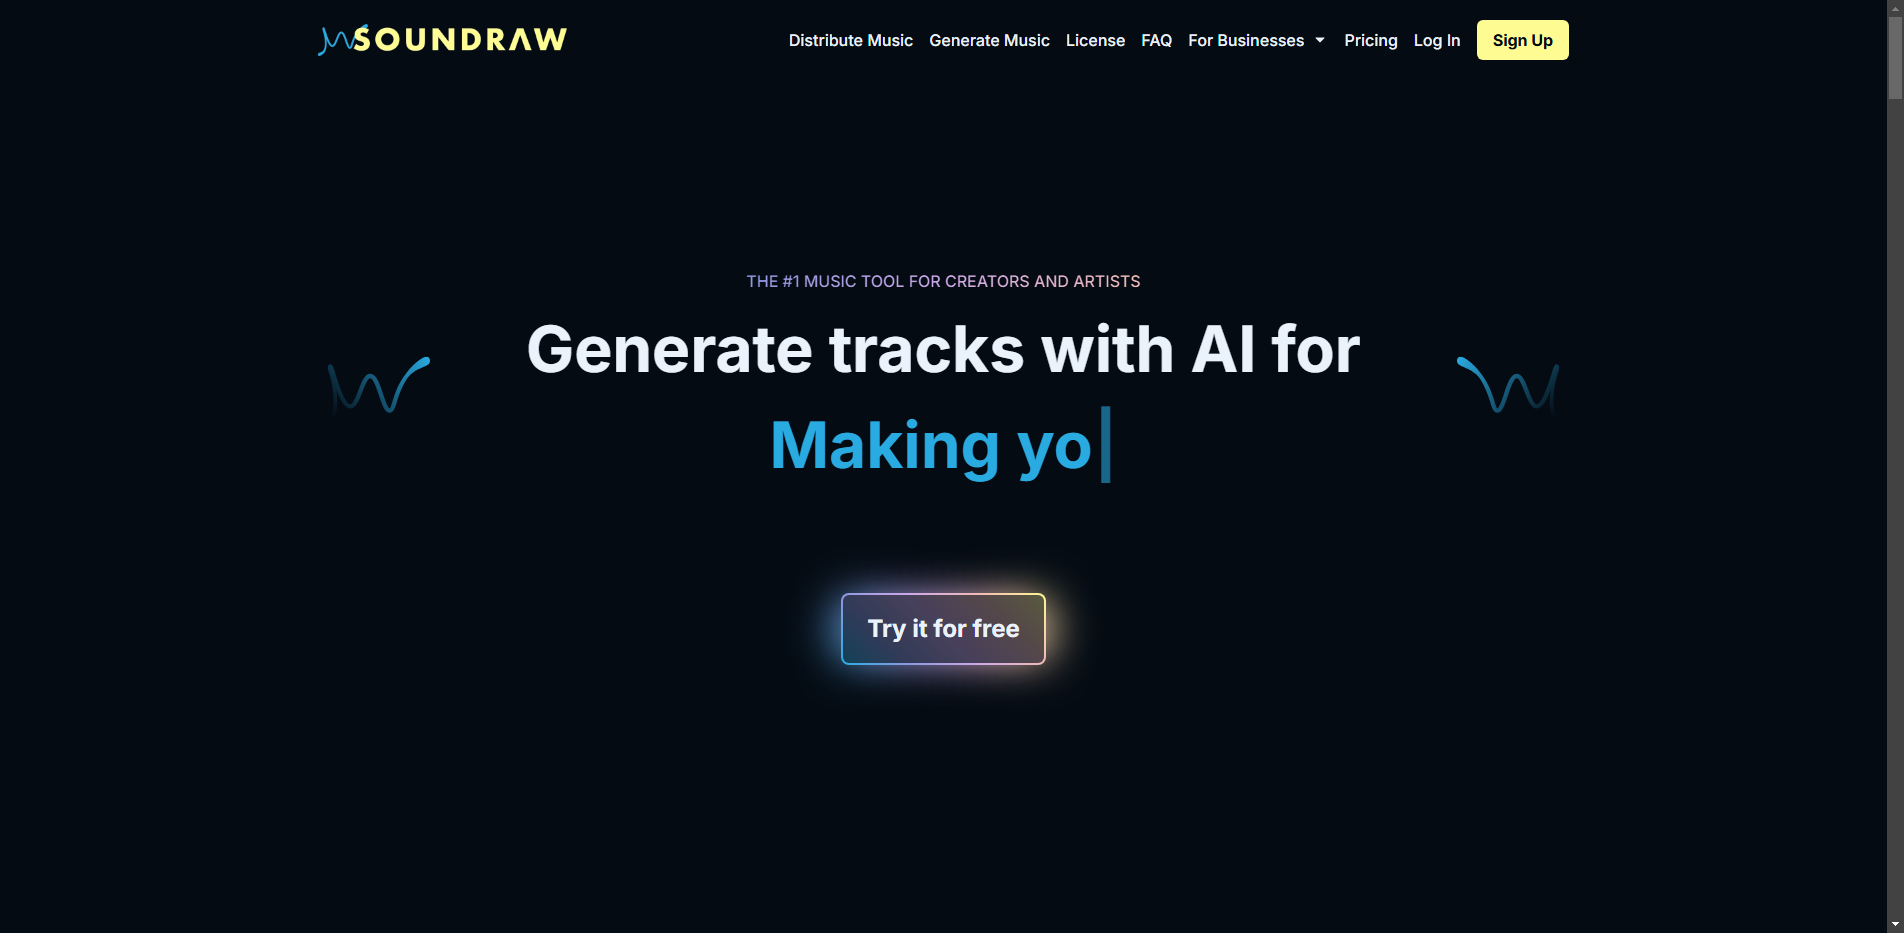 SOUNDRAW
Distribute Music Generate Music License FAQ For Businesses Pricing Log In Sign Up
THE #1 MUSIC TOOL FOR CREATORS AND ARTISTS
Generate tracks with AI for
Making yo
Try it for free